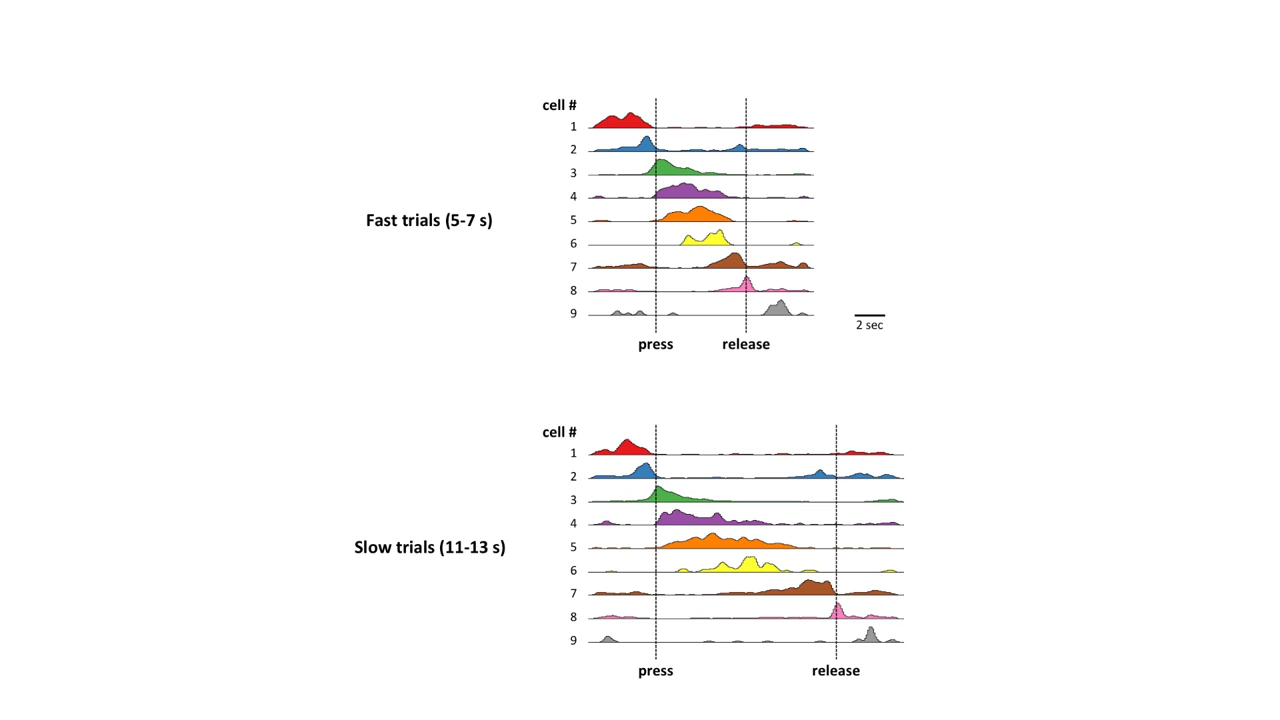 cell #
1
2
3
4
Fast trials (5-7 s)
5
6
7
8
9
2 sec
press release
cell #
1
2
3
4
Slow trials (11-13 s)
5
6
7
8
9
press release